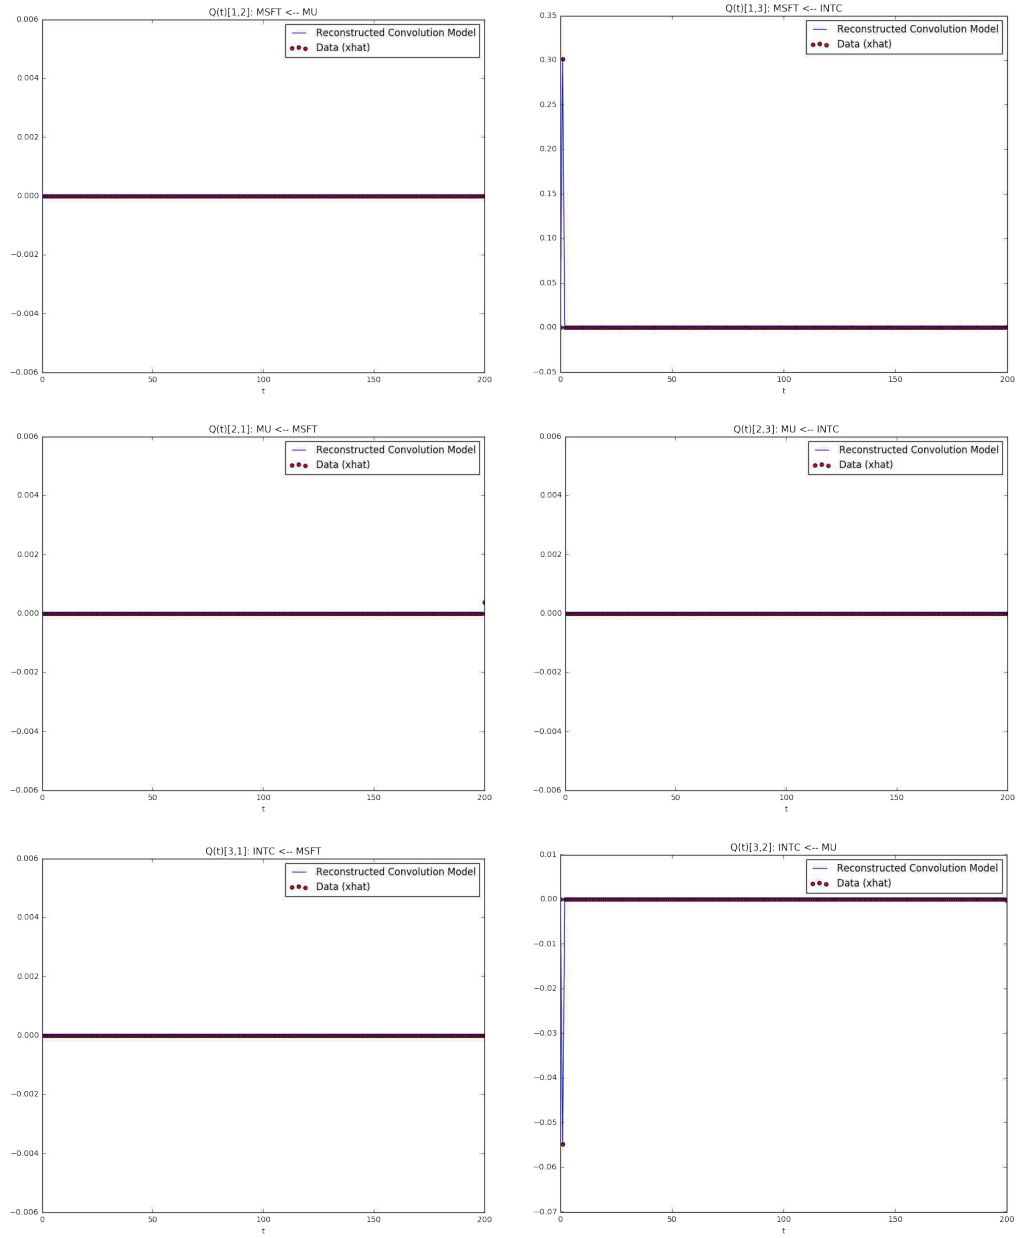 Q(t)[1,2]: MSFT <-- MU
Reconstructed Convolution Model
Data (xhat)
0.006
0.004
0.002
0.000
−0.002
−0.004
−0.006
0 50 100 150 200
t
Q(t)[1,3]: MSFT <-- INTC
Reconstructed Convolution Model
Data (xhat)
0.35
0.30
0.25
0.20
0.15
0.10
0.05
0.00
−0.05
0 50 100 150 200
t
Q(t)[2,1]: MU <-- MSFT
Reconstructed Convolution Model
Data (xhat)
0.006
0.004
0.002
0.000
−0.002
−0.004
−0.006
0 50 100 150 200
t
Q(t)[2,3]: MU <-- INTC
Reconstructed Convolution Model
Data (xhat)
0.006
0.004
0.002
0.000
−0.002
−0.004
−0.006
0 50 100 150 200
t
Q(t)[3,1]: INTC <-- MSFT
Reconstructed Convolution Model
Data (xhat)
0.006
0.004
0.002
0.000
−0.002
−0.004
−0.006
0 50 100 150 200
t
Q(t)[3,2]: INTC <-- MU
Reconstructed Convolution Model
Data (xhat)
0.01
0.00
−0.01
−0.02
−0.03
−0.04
−0.05
−0.06
−0.07
0 50 100 150 200
t